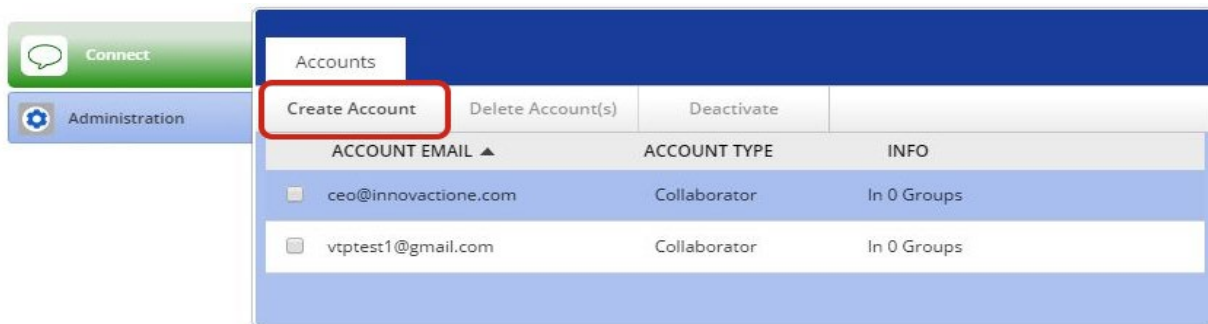 Connect
Administration
Accounts
Create Account Delete Account(s) Deactivate
ACCOUNT EMAIL ▲ ACCOUNT TYPE INFO
ceo@innovactione.com Collaborator In 0 Groups
vtptest1@gmail.com Collaborator In 0 Groups